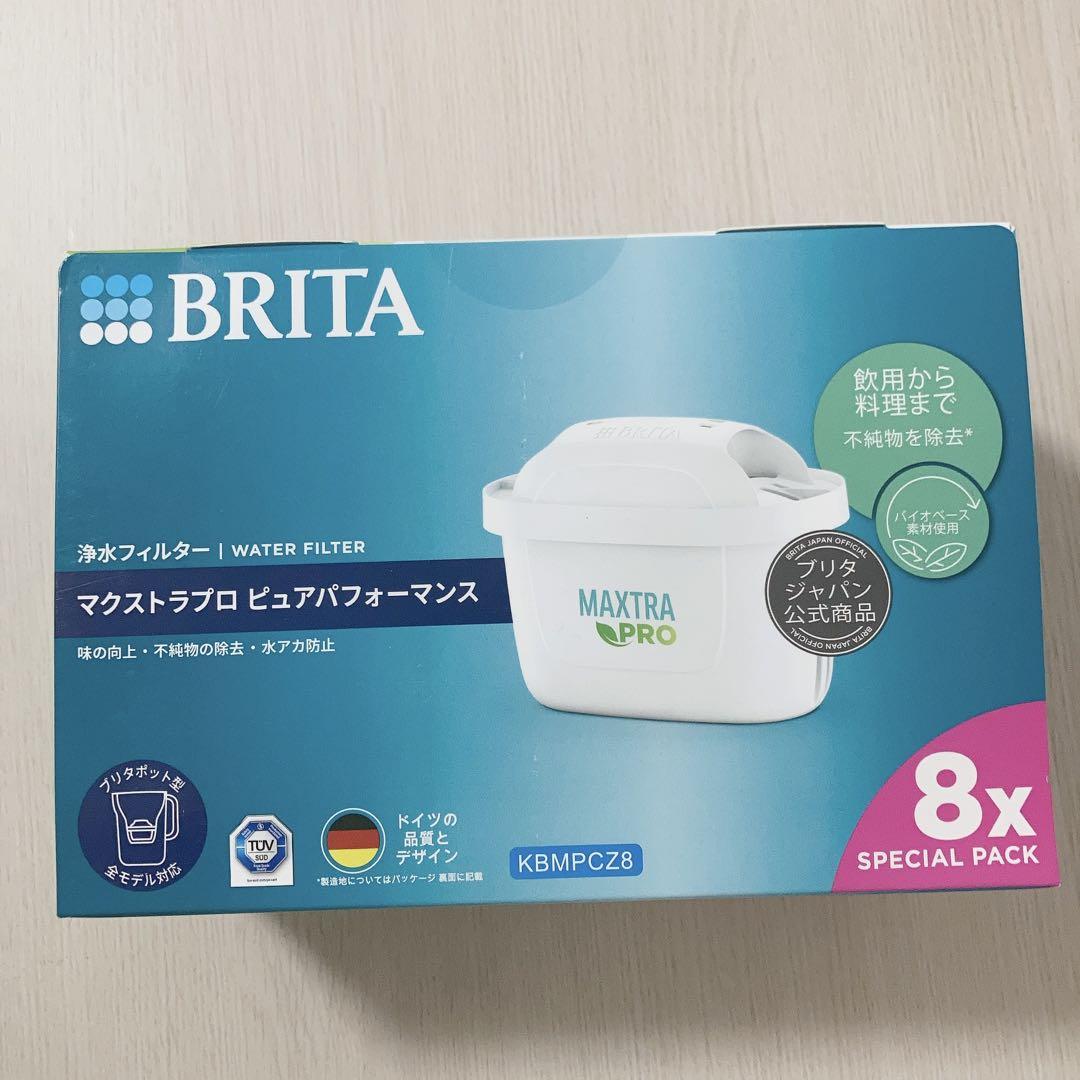 BRITA
飲用から
料理まで
不純物を除去*
バイオベース
素材使用
BRITA
浄水フィルター | WATER FILTER
マクストラプロ ピュアパフォーマンス
味の向上・不純物の除去・水アカ防止
MAXTRA
PRO
BRITA JAPAN OFFICIAL
ブリタ
ジャパン
公式商品
BRITA JAPAN OFFICIAL
8x
SPECIAL PACK
ブリタポット型
全モデル対応
TÜV
SÜD
ドイツの
品質と
デザイン
*製造地についてはパッケージ 裏面に記載
KBMPCZ8